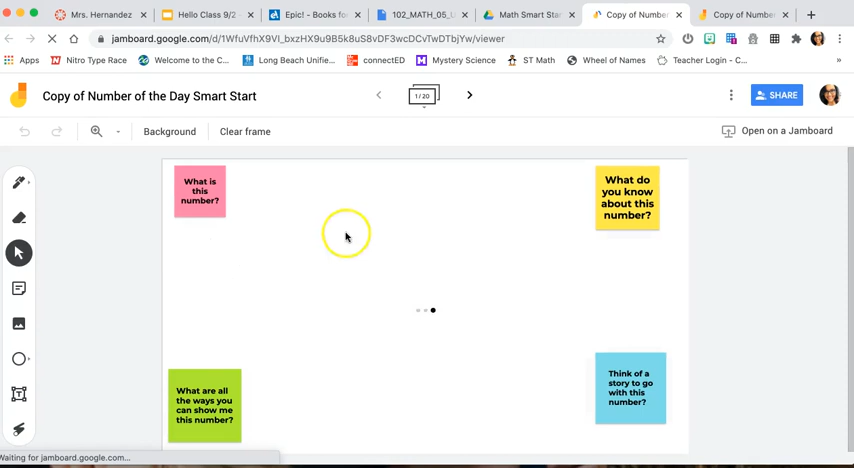 Mrs. Hernandez
Hello Class 9/2 -
Epic! - Books fo
102_MATH_05_U
Math Smart Sta
Copy of Number
Copy of Number
jamboard.google.com/d/1WfuVfhX9VI_bxzHX9u9B5k8uS8vDF3wcDCvTwDTbjYw/viewer
Apps
Nitro Type Race
Welcome to the C...
Long Beach Unifie...
connectED
Mystery Science
ST Math
Wheel of Names
Teacher Login - C...
»
Copy of Number of the Day Smart Start
1 / 20
SHARE
Background
Clear frame
Open on a Jamboard
What is
this
number?
What do
you know
about this
number?
What are all
the ways you
can show me
this number?
Think of a
story to go
with this
number?
Waiting for jamboard.google.com...